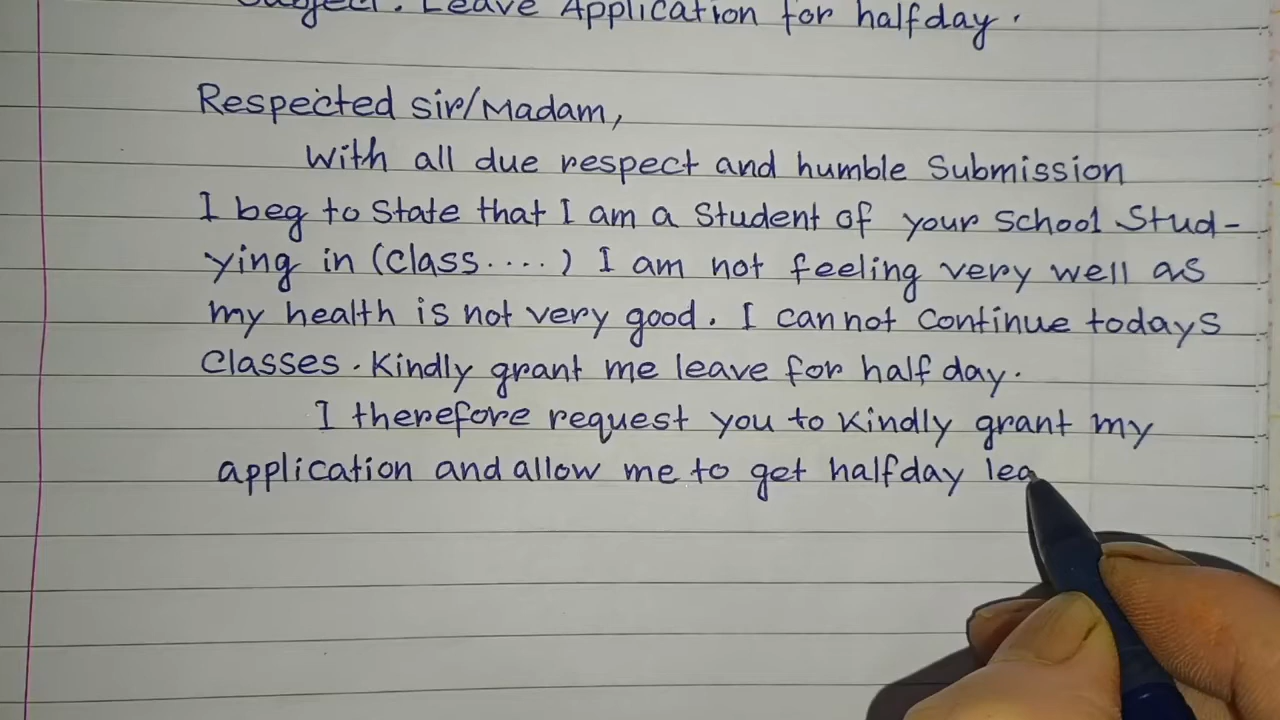 Subject. Leave Application for halfday.
Respected Sir/Madam,
With all due respect and humble Submission
I beg to State that I am a Student of your School Stud-
ying in (Class....) I am not feeling very well as
my health is not very good. I cannot Continue todays
Classes. Kindly grant me leave for half day.
I therefore request you to Kindly grant my
application and allow me to get halfday lea